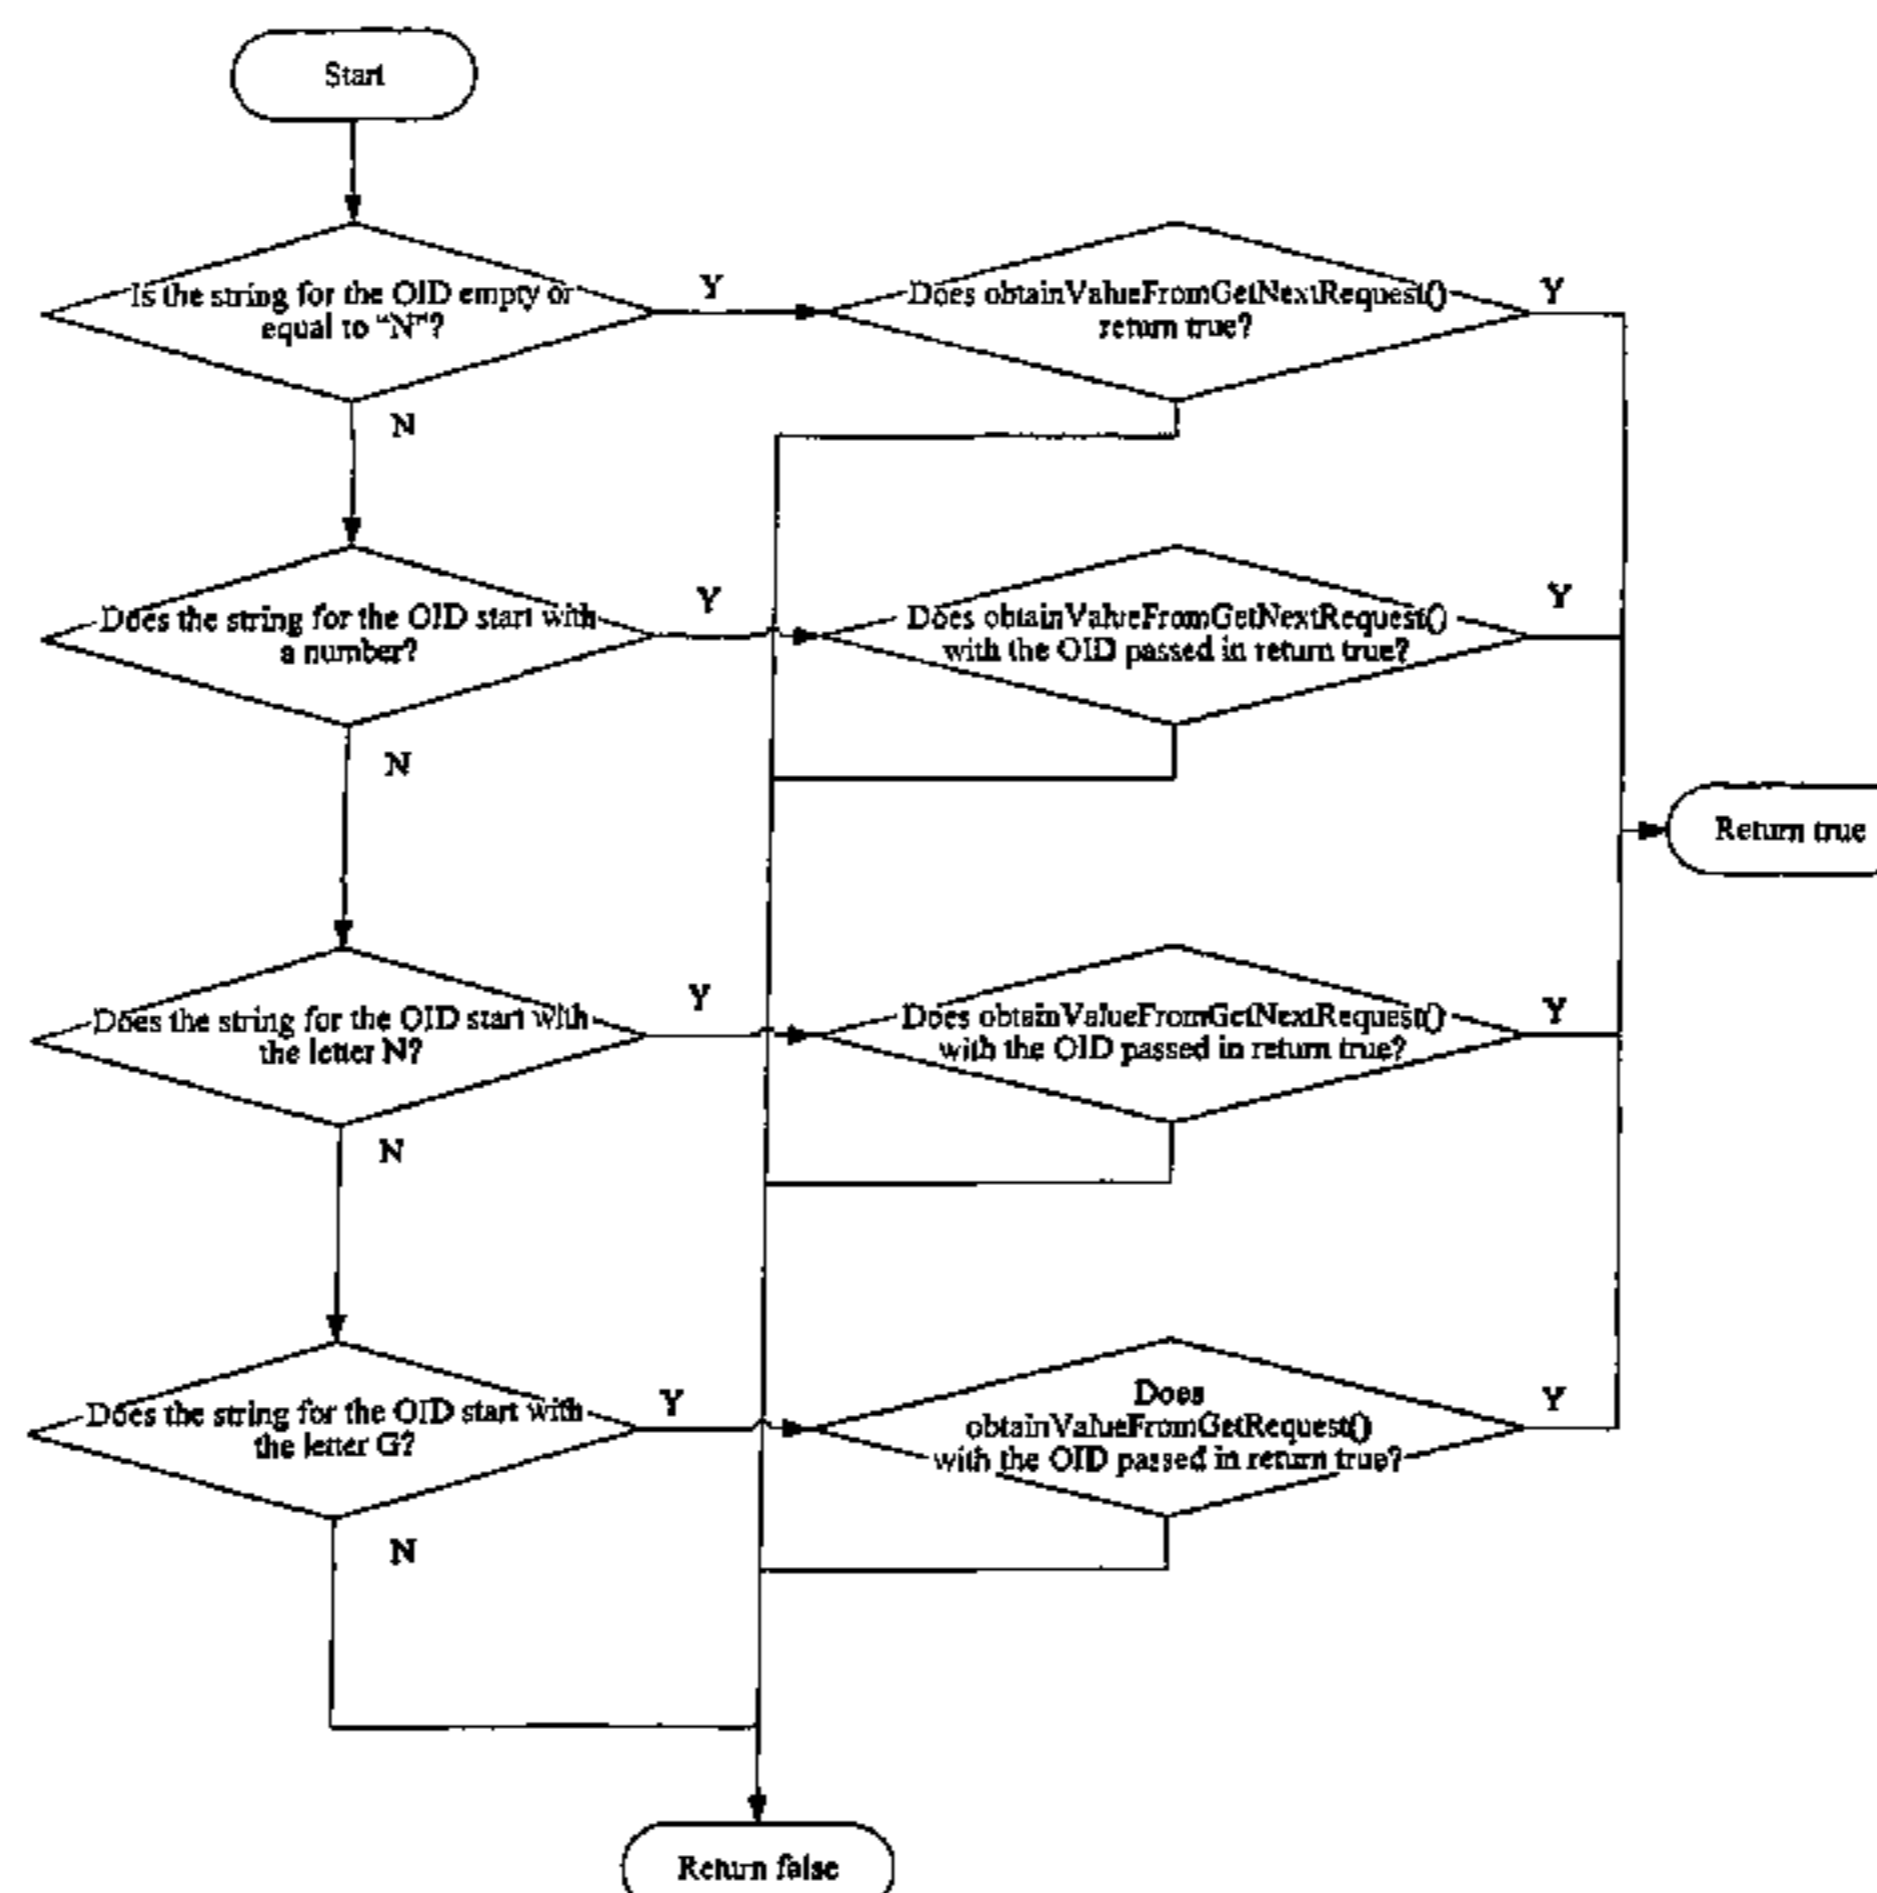 Start
Is the string for the OID empty or
equal to "N"?
Y
Does obtainValueFromGetNextRequest()
return true?
Y
N
Does the string for the OID start with
a number?
Y
Does obtainValueFromGetNextRequest()
with the OID passed in return true?
Y
N
Return true
Does the string for the OID start with
the letter N?
Y
Does obtainValueFromGetNextRequest()
with the OID passed in return true?
Y
N
Does the string for the OID start with
the letter G?
Y
Does
obtainValueFromGetRequest()
with the OID passed in return true?
Y
N
Return false